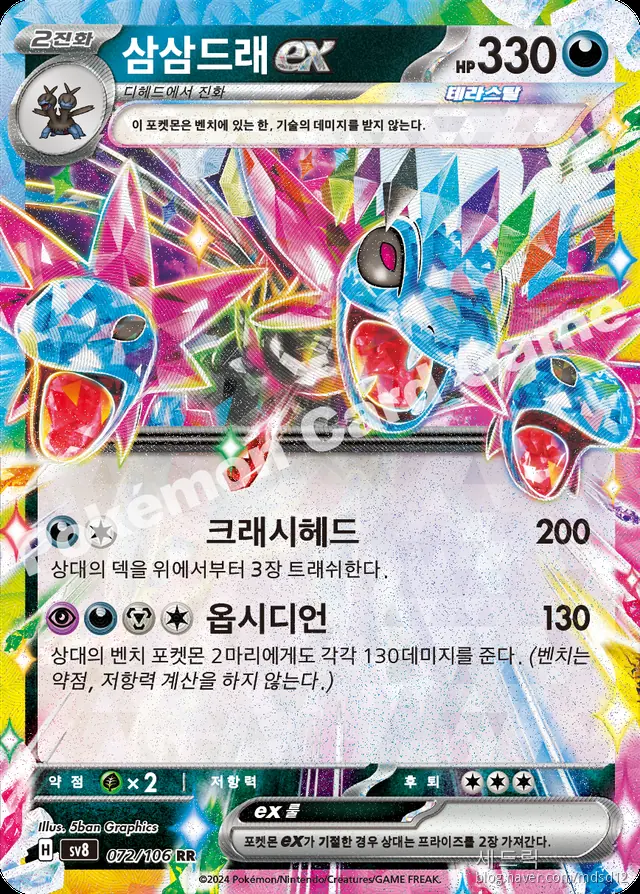 2진화
삼삼드래 ex
HP 330
디헤드에서 진화
테라스탈
이 포켓몬은 벤치에 있는 한, 기술의 데미지를 받지 않는다.
Pokémon Card Game
크래시헤드 200
상대의 덱을 위에서부터 3장 트래쉬한다.
옵시디언 130
상대의 벤치 포켓몬 2마리에게도 각각 130데미지를 준다. (벤치는
약점, 저항력 계산을 하지 않는다.)
약점 ×2 저항력 후퇴
Illus. 5ban Graphics
ex 룰
포켓몬 ex가 기절한 경우 상대는 프라이즈를 2장 가져간다.
H sv8 072/106 RR
세드릭
blog.naver.com/mdsd123
©2024 Pokémon/Nintendo/Creatures/GAME FREAK.